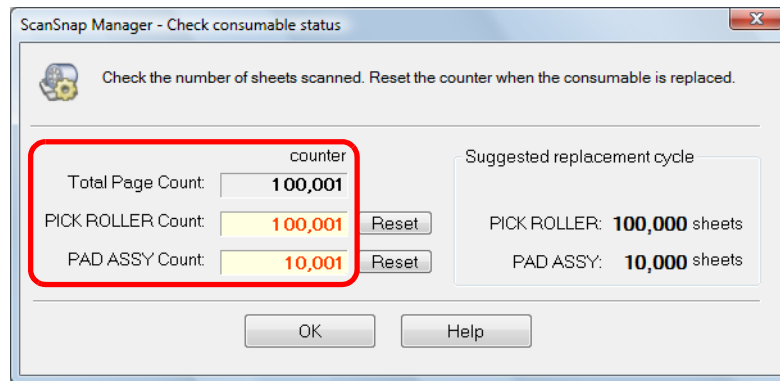 ScanSnap Manager - Check consumable status
Check the number of sheets scanned. Reset the counter when the consumable is replaced.
counter
Total Page Count: 100,001
PICK ROLLER Count: 100,001 Reset
PAD ASSY Count: 10,001 Reset
Suggested replacement cycle
PICK ROLLER: 100,000 sheets
PAD ASSY: 10,000 sheets
OK Help